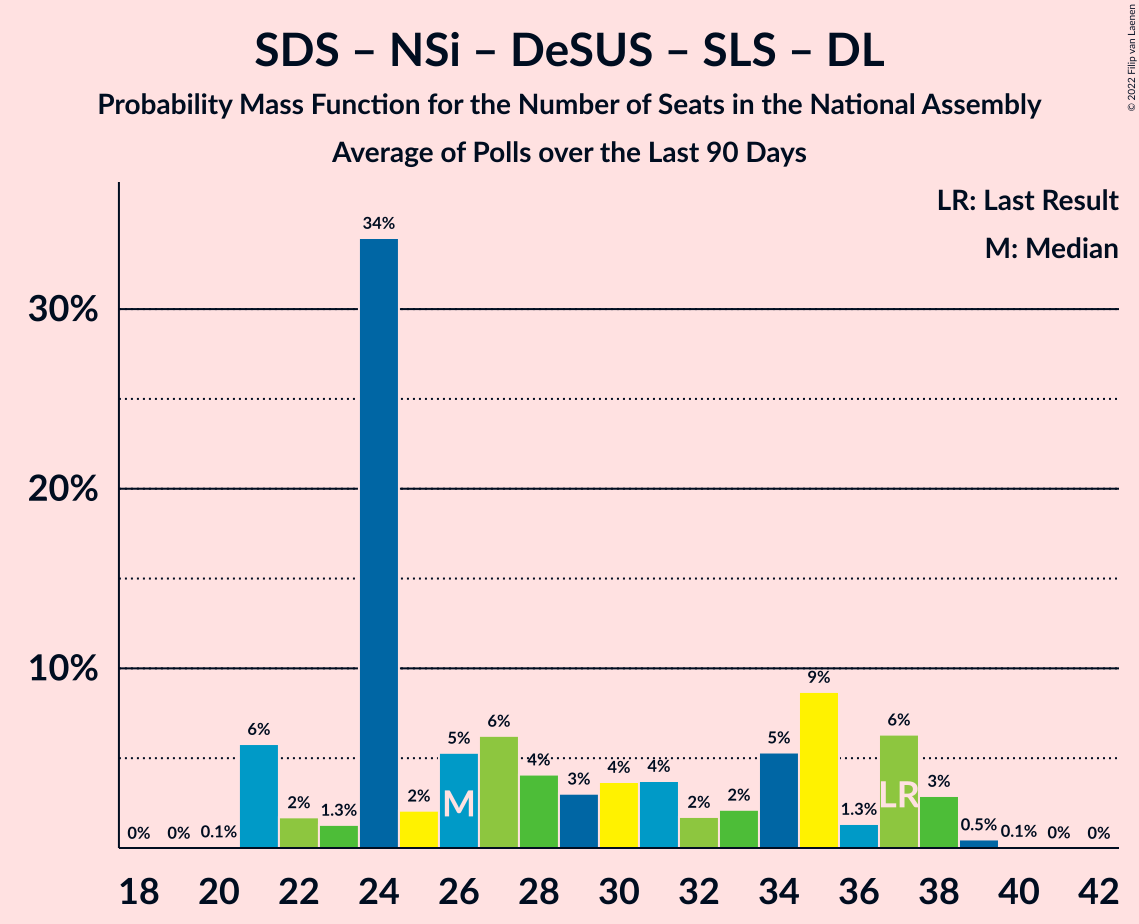 SDS – NSi – DeSUS – SLS – DL
Probability Mass Function for the Number of Seats in the National Assembly
Average of Polls over the Last 90 Days
© 2022 Filip van Laenen
LR: Last Result
M: Median
30%
20%
10%
0% 0% 0.1% 6% 2% 1.3% 34% 2% 5% 6% 4% 3% 4% 4% 2% 2% 5% 9% 1.3% 6% 3% 0.5% 0.1% 0% 0%
M LR
18 20 22 24 26 28 30 32 34 36 38 40 42